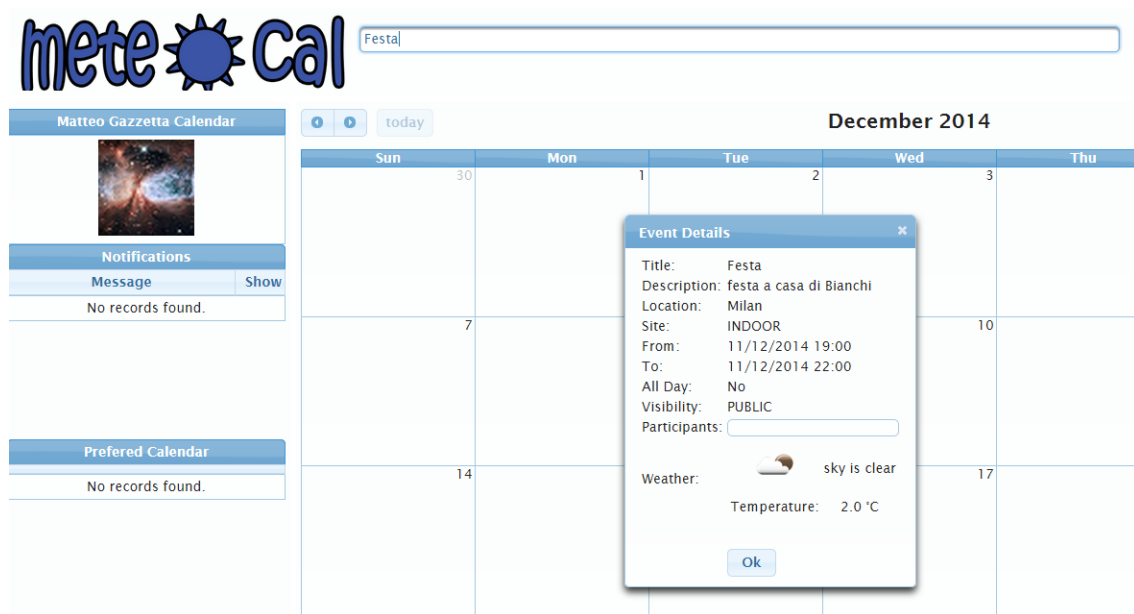 mete Cal
Festa
Matteo Gazzetta Calendar
today
December 2014
Sun Mon Tue Wed Thu
30 1 2 3
Notifications
Message Show
No records found.
Event Details
Title: Festa
Description: festa a casa di Bianchi
Location: Milan
Site: INDOOR
From: 11/12/2014 19:00
To: 11/12/2014 22:00
All Day: No
Visibility: PUBLIC
Participants:
Weather: sky is clear
Temperature: 2.0 °C
Ok
7 10
Prefered Calendar
No records found.
14 17